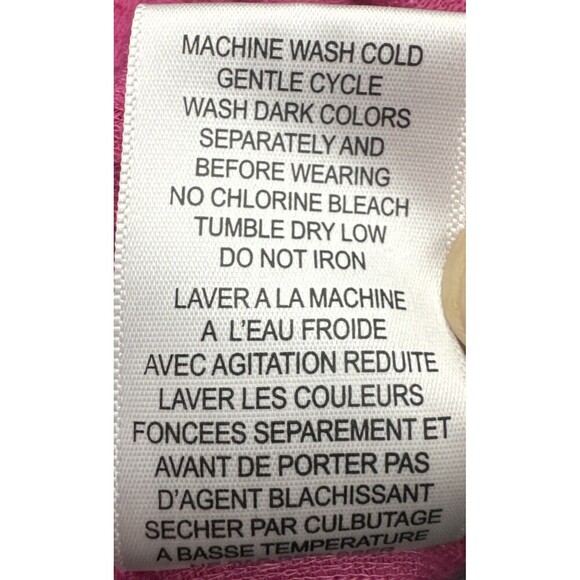 MACHINE WASH COLD
GENTLE CYCLE
WASH DARK COLORS
SEPARATELY AND
BEFORE WEARING
NO CHLORINE BLEACH
TUMBLE DRY LOW
DO NOT IRON
LAVER A LA MACHINE
A L'EAU FROIDE
AVEC AGITATION REDUITE
LAVER LES COULEURS
FONCEES SEPAREMENT ET
AVANT DE PORTER PAS
D'AGENT BLACHISSANT
SECHER PAR CULBUTAGE
A BASSE TEMPERATURE